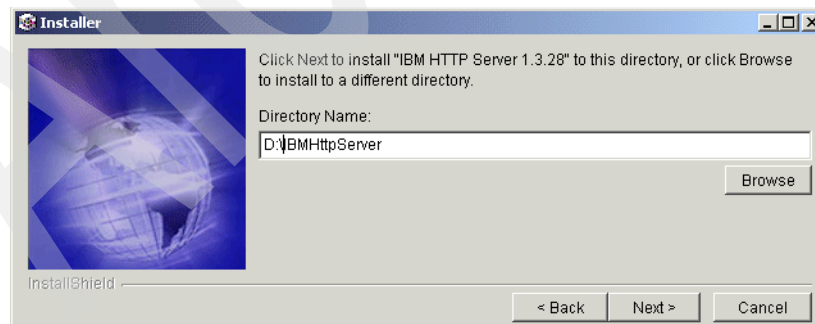 Installer
Click Next to install "IBM HTTP Server 1.3.28" to this directory, or click Browse
to install to a different directory.
Directory Name:
D:\IBMHttpServer
Browse
InstallShield
< Back Next > Cancel